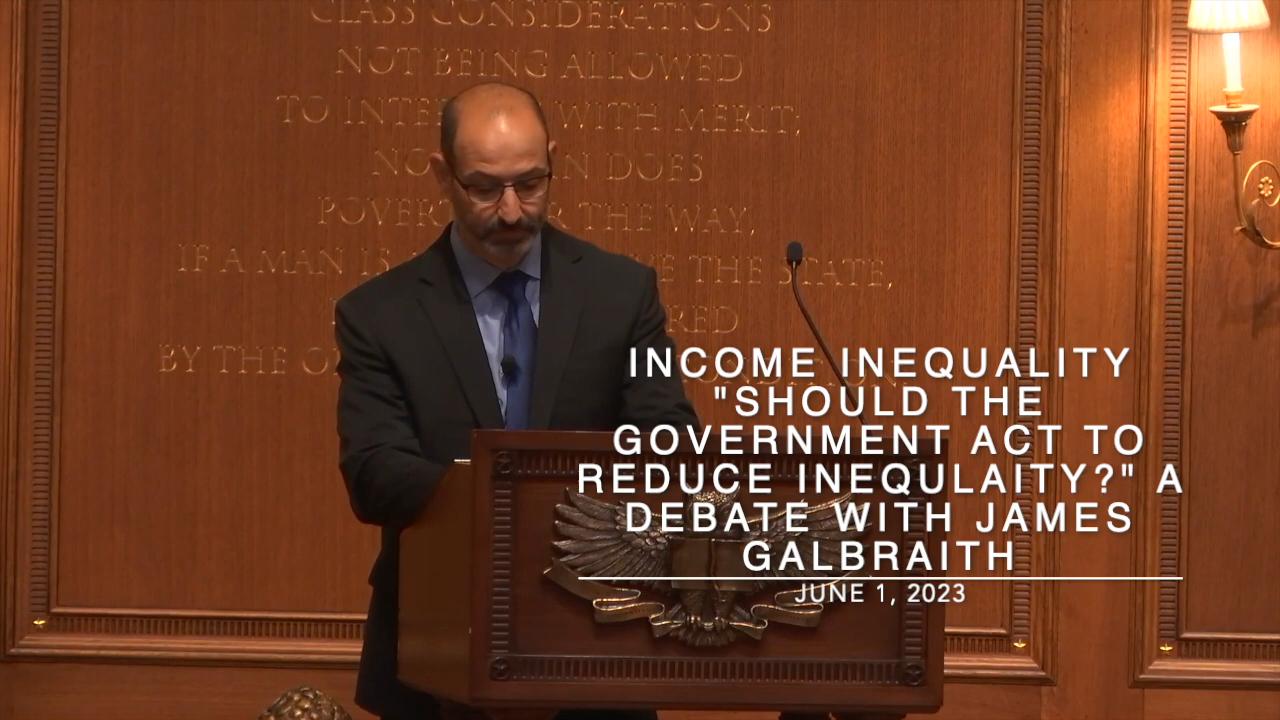 CLASS CONSIDERATIONS
NOT BEING ALLOWED
TO INTE WITH MERIT;
NO DOES
POVER THE WAY,
IF A MAN IS THE STATE,
RED
BY THE O
INCOME INEQUALITY
"SHOULD THE
GOVERNMENT ACT TO
REDUCE INEQULAITY?" A
DEBATE WITH JAMES
GALBRAITH
JUNE 1, 2023